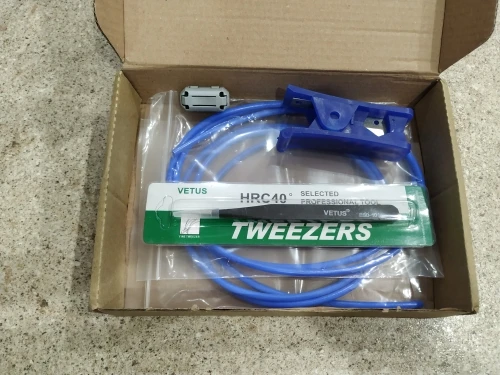 VETUS
HRC40°
SELECTED
PROFESSIONAL TOOL
VETUS®
TWEEZERS